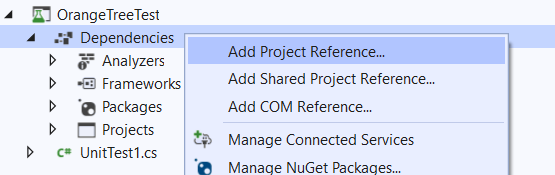 OrangeTreeTest
Dependencies
Add Project Reference...
Analyzers
Add Shared Project Reference...
Frameworks
Add COM Reference...
Packages
Projects
Manage Connected Services
C# UnitTest1.cs
Manage NuGet Packages...